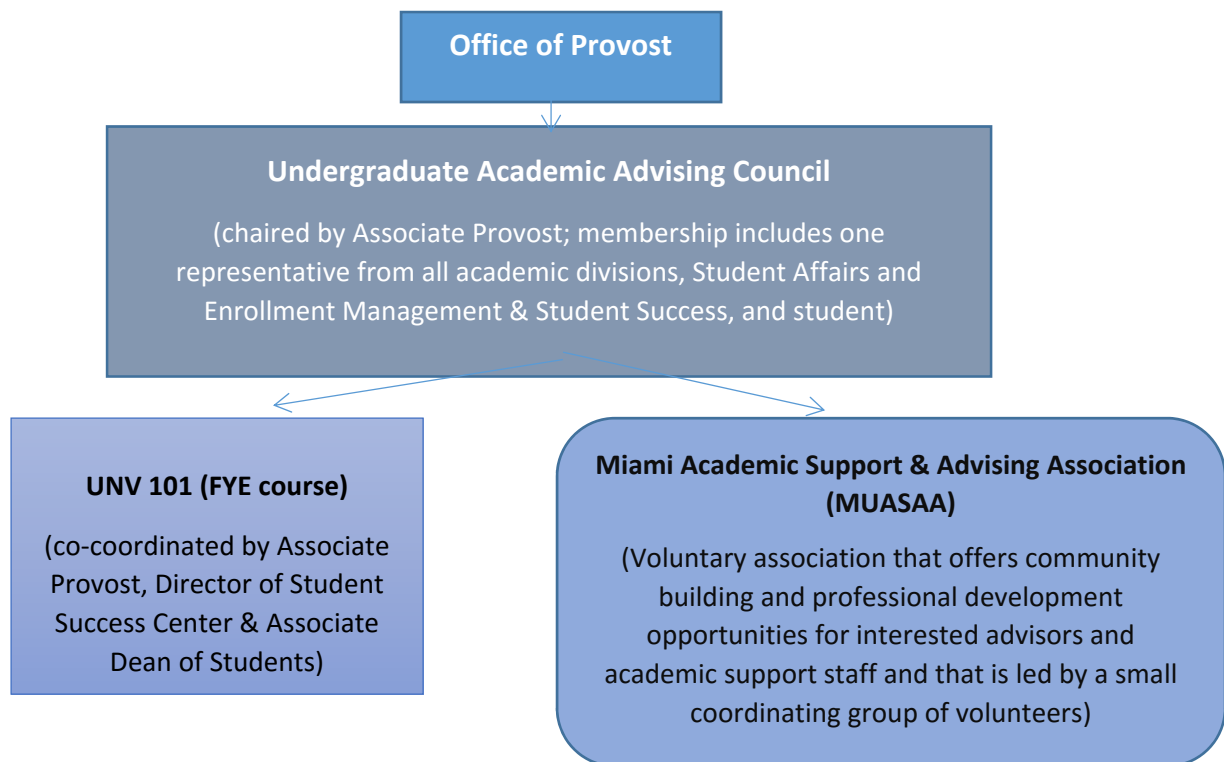 Office of Provost
Undergraduate Academic Advising Council
(chaired by Associate Provost; membership includes one
representative from all academic divisions, Student Affairs and
Enrollment Management & Student Success, and student)
UNV 101 (FYE course)
(co-coordinated by Associate
Provost, Director of Student
Success Center & Associate
Dean of Students)
Miami Academic Support & Advising Association
(MUASAA)
(Voluntary association that offers community
building and professional development
opportunities for interested advisors and
academic support staff and that is led by a small
coordinating group of volunteers)